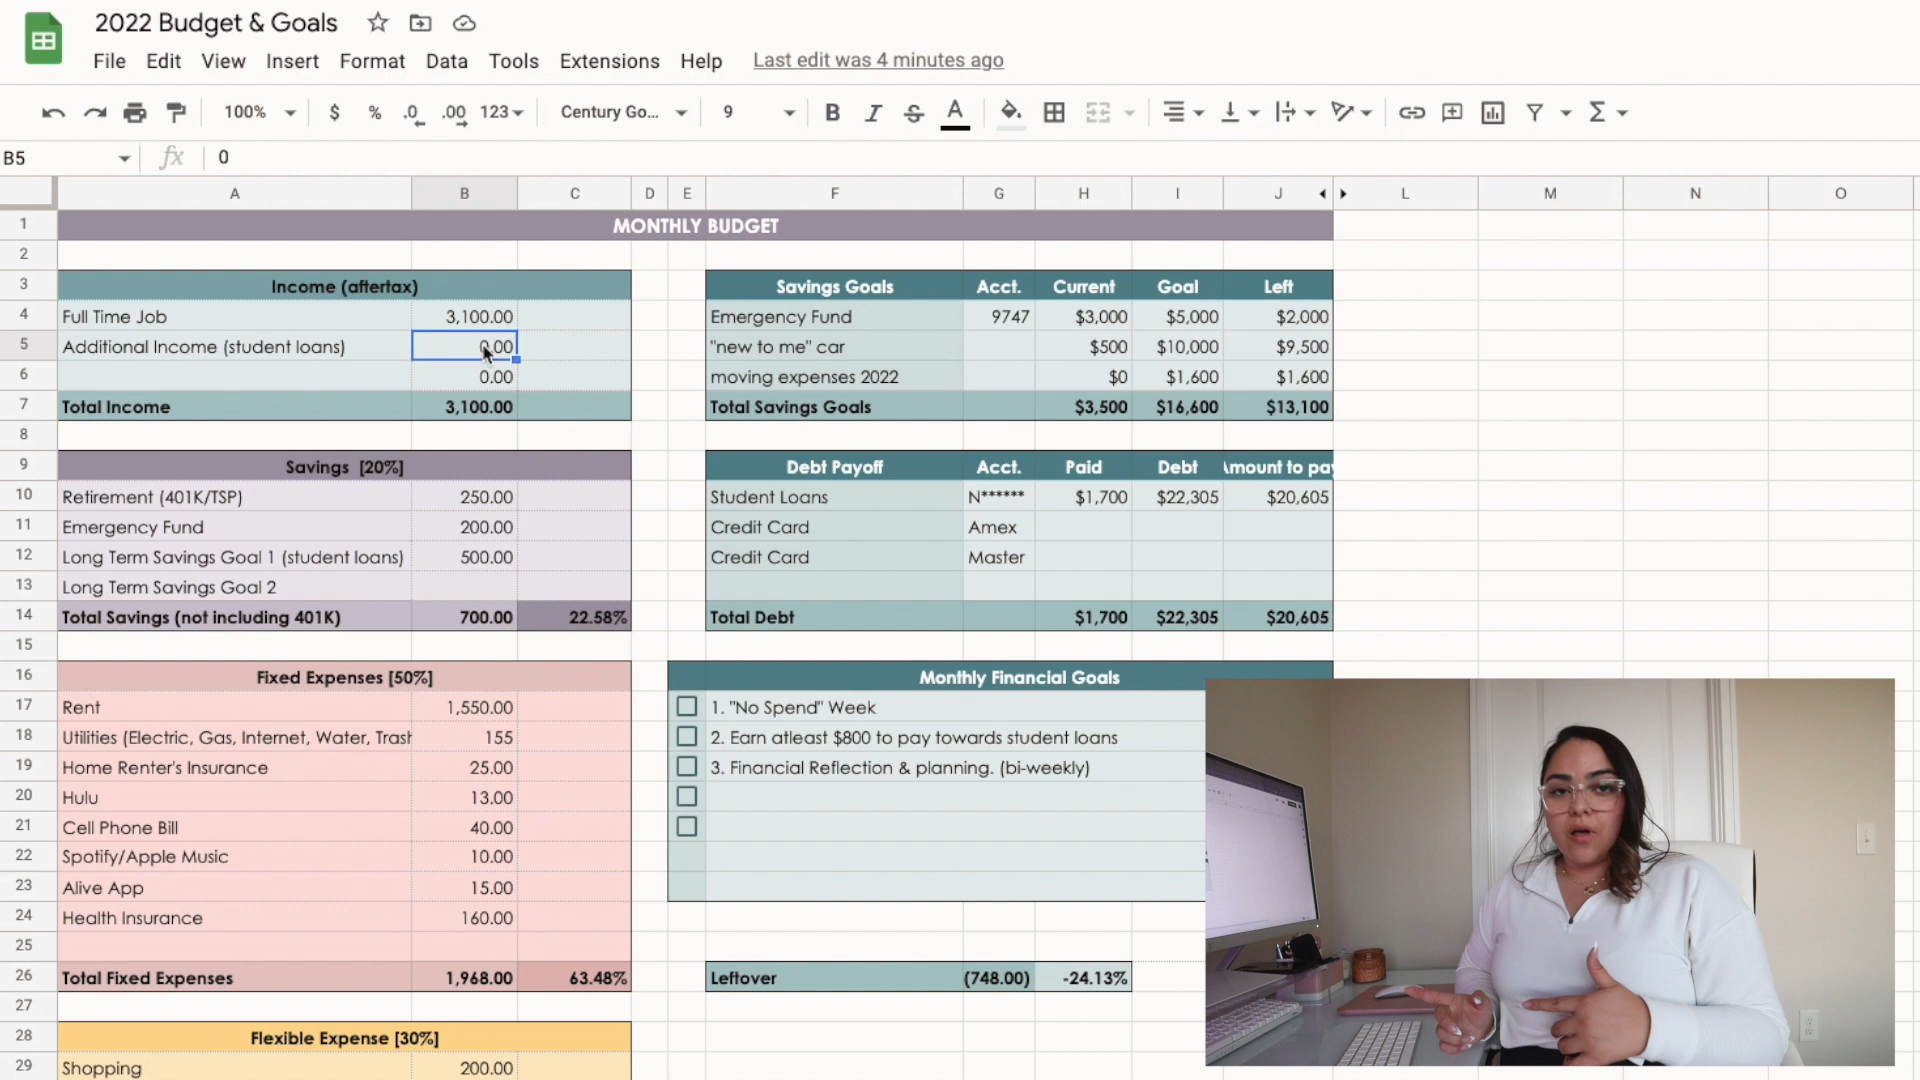 2022 Budget & Goals
File Edit View Insert Format Data Tools Extensions Help Last edit was 4 minutes ago
100% $ % .0 .00 123 Century Go... 9 B I S A
B5 fx 0
A B C D E F G H I J L M N O
1 MONTHLY BUDGET
2
3 Income (aftertax) Savings Goals Acct. Current Goal Left
4 Full Time Job 3,100.00 Emergency Fund 9747 $3,000 $5,000 $2,000
5 Additional Income (student loans) 0.00 "new to me" car $500 $10,000 $9,500
6 0.00 moving expenses 2022 $0 $1,600 $1,600
7 Total Income 3,100.00 Total Savings Goals $3,500 $16,600 $13,100
8
9 Savings [20%] Debt Payoff Acct. Paid Debt Amount to pay
10 Retirement (401K/TSP) 250.00 Student Loans N****** $1,700 $22,305 $20,605
11 Emergency Fund 200.00 Credit Card Amex
12 Long Term Savings Goal 1 (student loans) 500.00 Credit Card Master
13 Long Term Savings Goal 2
14 Total Savings (not including 401K) 700.00 22.58% Total Debt $1,700 $22,305 $20,605
15
16 Fixed Expenses [50%] Monthly Financial Goals
17 Rent 1,550.00 1. "No Spend" Week
18 Utilities (Electric, Gas, Internet, Water, Trash 155 2. Earn atleast $800 to pay towards student loans
19 Home Renter's Insurance 25.00 3. Financial Reflection & planning. (bi-weekly)
20 Hulu 13.00
21 Cell Phone Bill 40.00
22 Spotify/Apple Music 10.00
23 Alive App 15.00
24 Health Insurance 160.00
25
26 Total Fixed Expenses 1,968.00 63.48% Leftover (748.00) -24.13%
27
28 Flexible Expense [30%]
29 Shopping 200.00